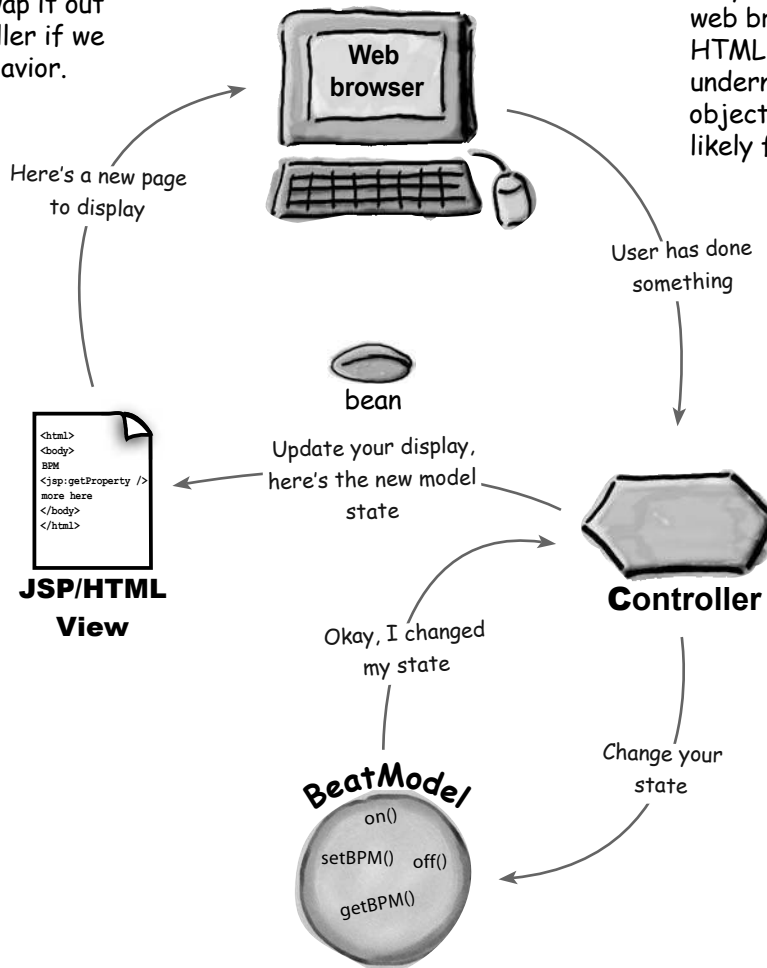 ap it out
ller if we
avior.
web br
HTML
undern
object
likely f
Web
browser
Here's a new page
to display
User has done
something
bean
Update your display,
here's the new model
state
<html>
<body>
BPM
<jsp:getProperty />
more here
</body>
</html>
JSP/HTML
View
Controller
Okay, I changed
my state
Change your
state
BeatModel
on()
setBPM() off()
getBPM()